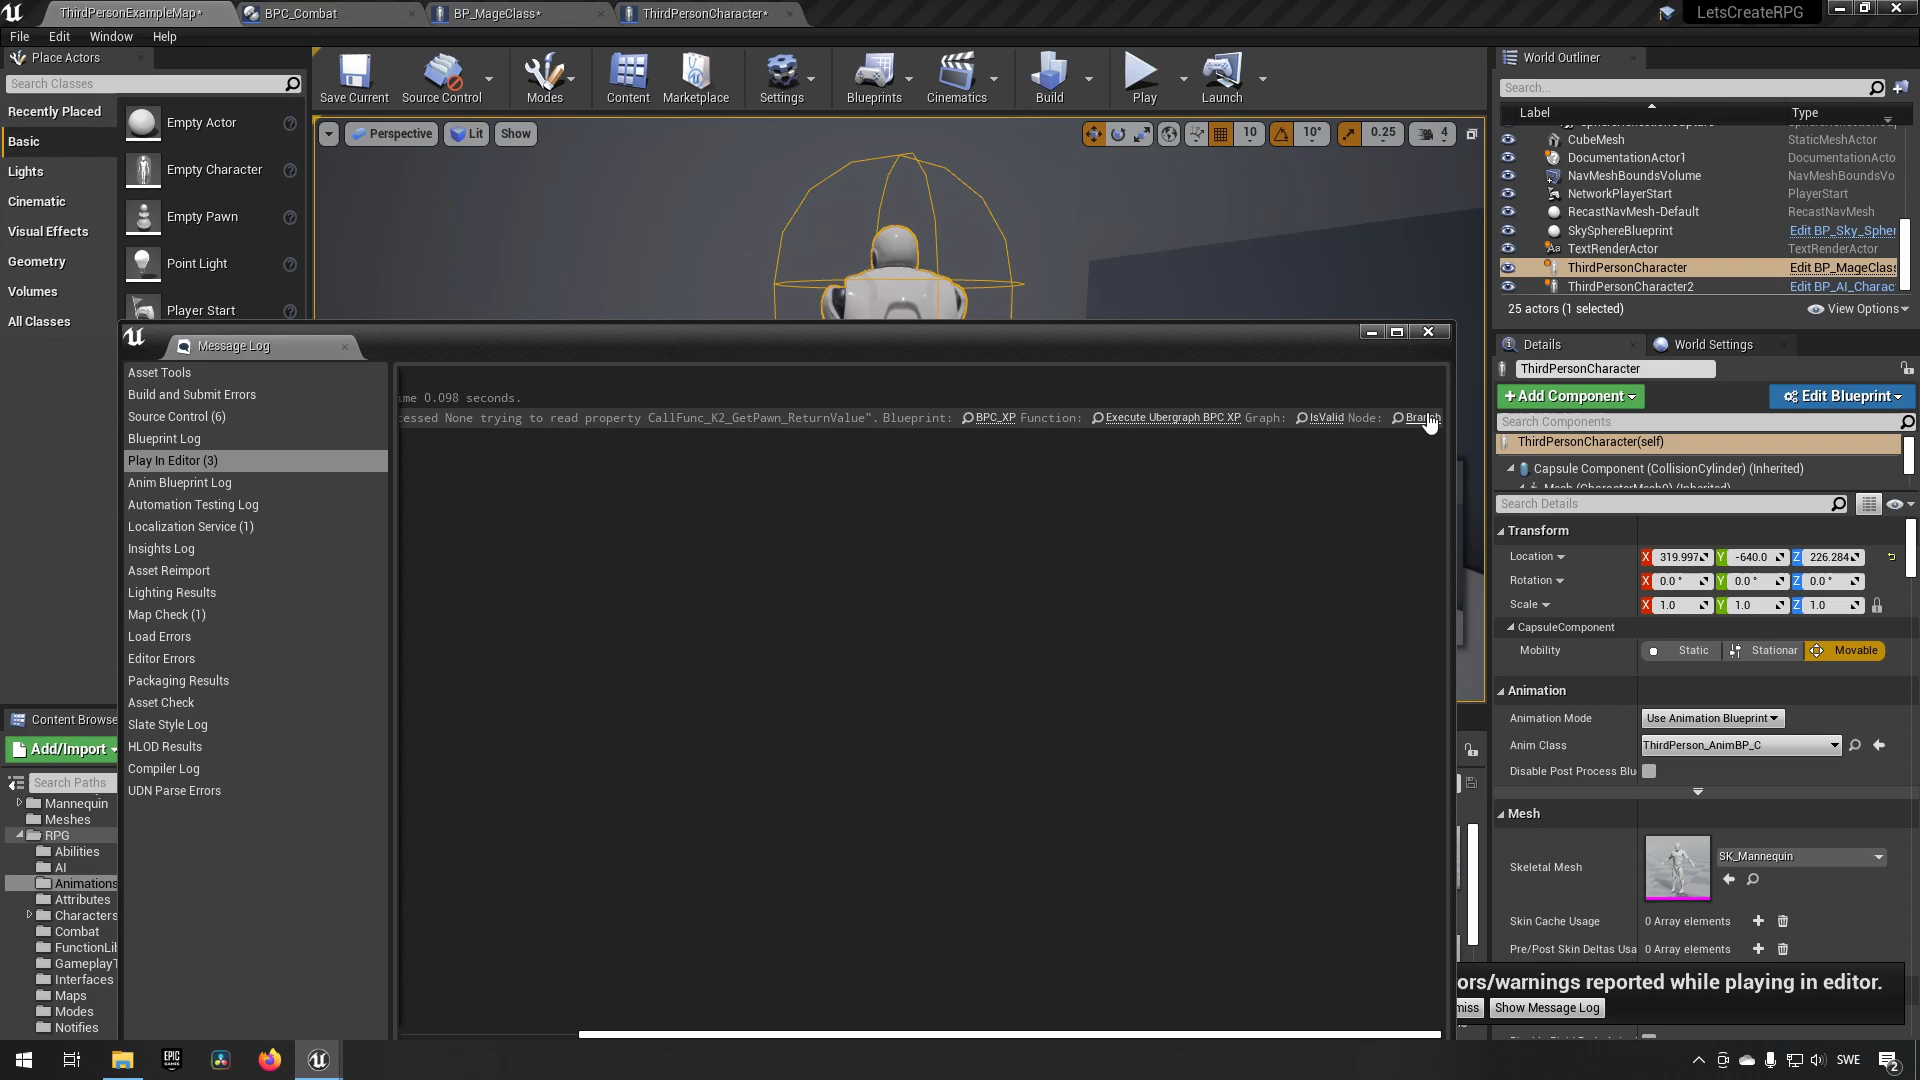 ThirdPersonExampleMap*
BPC_Combat
BP_MageClass*
ThirdPersonCharacter*
LetsCreateRPG
File Edit Window Help
Place Actors
Search Classes
Recently Placed
Basic
Lights
Cinematic
Visual Effects
Geometry
Volumes
All Classes
Empty Actor
Empty Character
Empty Pawn
Point Light
Player Start
Save Current
Source Control
Modes
Content
Marketplace
Settings
Blueprints
Cinematics
Build
Play
Launch
Perspective
Lit
Show
10
10°
0.25
4
World Outliner
Search...
Label Type
CubeMesh StaticMeshActor
DocumentationActor1 DocumentationActo
NavMeshBoundsVolume NavMeshBoundsVo
NetworkPlayerStart PlayerStart
RecastNavMesh-Default RecastNavMesh
SkySphereBlueprint Edit BP_Sky_Spher
TextRenderActor TextRenderActor
ThirdPersonCharacter Edit BP_MageClass
ThirdPersonCharacter2 Edit BP_AI_Charac
25 actors (1 selected)
View Options
Message Log
Asset Tools
Build and Submit Errors
Source Control (6)
Blueprint Log
Play In Editor (3)
Anim Blueprint Log
Automation Testing Log
Localization Service (1)
Insights Log
Asset Reimport
Lighting Results
Map Check (1)
Load Errors
Editor Errors
Packaging Results
Asset Check
Slate Style Log
HLOD Results
Compiler Log
UDN Parse Errors
ime 0.098 seconds.
cessed None trying to read property CallFunc_K2_GetPawn_ReturnValue". Blueprint: BPC_XP Function: Execute Ubergraph BPC XP Graph: IsValid Node: Branch
Details
World Settings
ThirdPersonCharacter
+Add Component
Edit Blueprint
Search Components
ThirdPersonCharacter(self)
Capsule Component (CollisionCylinder) (Inherited)
Mesh (CharacterMesh0) (Inherited)
Search Details
Transform
Location X 319.997 Y -640.0 Z 226.284
Rotation X 0.0 ° Y 0.0 ° Z 0.0 °
Scale X 1.0 Y 1.0 Z 1.0
CapsuleComponent
Mobility Static Stationar Movable
Animation
Animation Mode Use Animation Blueprint
Anim Class ThirdPerson_AnimBP_C
Disable Post Process Blu
Mesh
Skeletal Mesh SK_Mannequin
Skin Cache Usage 0 Array elements
Pre/Post Skin Deltas Usa 0 Array elements
ors/warnings reported while playing in editor.
miss
Show Message Log
Content Browse
Add/Import
Search Paths
Mannequin
Meshes
RPG
Abilities
AI
Animations
Attributes
Characters
Combat
FunctionLib
GameplayT
Interfaces
Maps
Modes
Notifies
EPIC GAMES
SWE
2